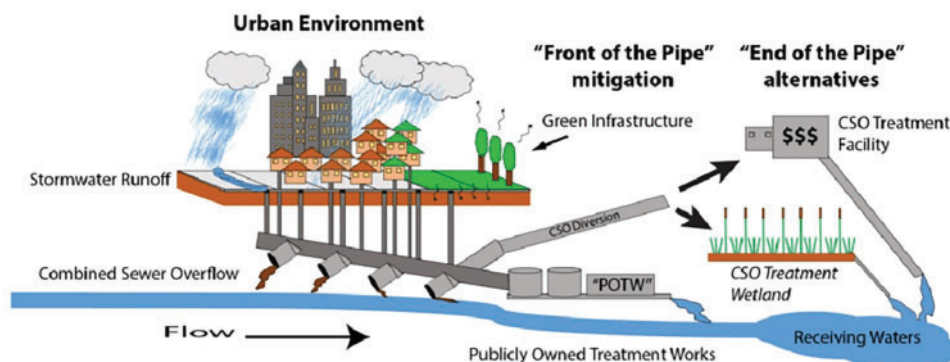 Urban Environment
“Front of the Pipe”
mitigation
“End of the Pipe”
alternatives
Green Infrastructure
$$$
CSO Treatment
Facility
Stormwater Runoff
CSO Diversion
Combined Sewer Overflow
“POTW”
CSO Treatment
Wetland
Flow
Publicly Owned Treatment Works
Receiving Waters